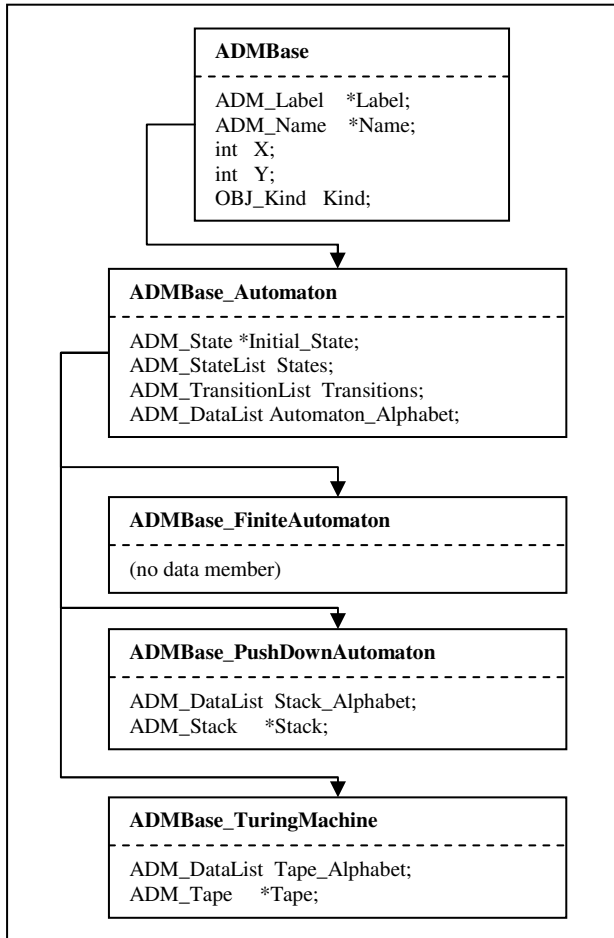 ADMBase
ADM_Label *Label;
ADM_Name *Name;
int X;
int Y;
OBJ_Kind Kind;
ADMBase_Automaton
ADM_State *Initial_State;
ADM_StateList States;
ADM_TransitionList Transitions;
ADM_DataList Automaton_Alphabet;
ADMBase_FiniteAutomaton
(no data member)
ADMBase_PushDownAutomaton
ADM_DataList Stack_Alphabet;
ADM_Stack *Stack;
ADMBase_TuringMachine
ADM_DataList Tape_Alphabet;
ADM_Tape *Tape;